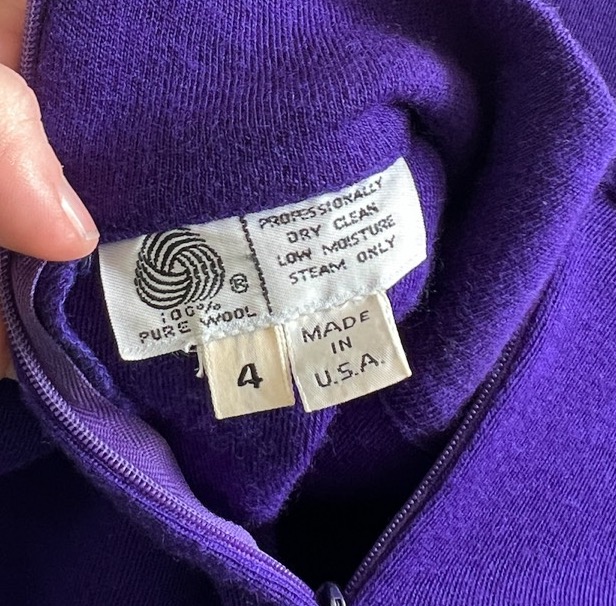 ®
100%
PURE WOOL
PROFESSIONALLY
DRY CLEAN
LOW MOISTURE
STEAM ONLY
4
MADE
IN
U.S.A.